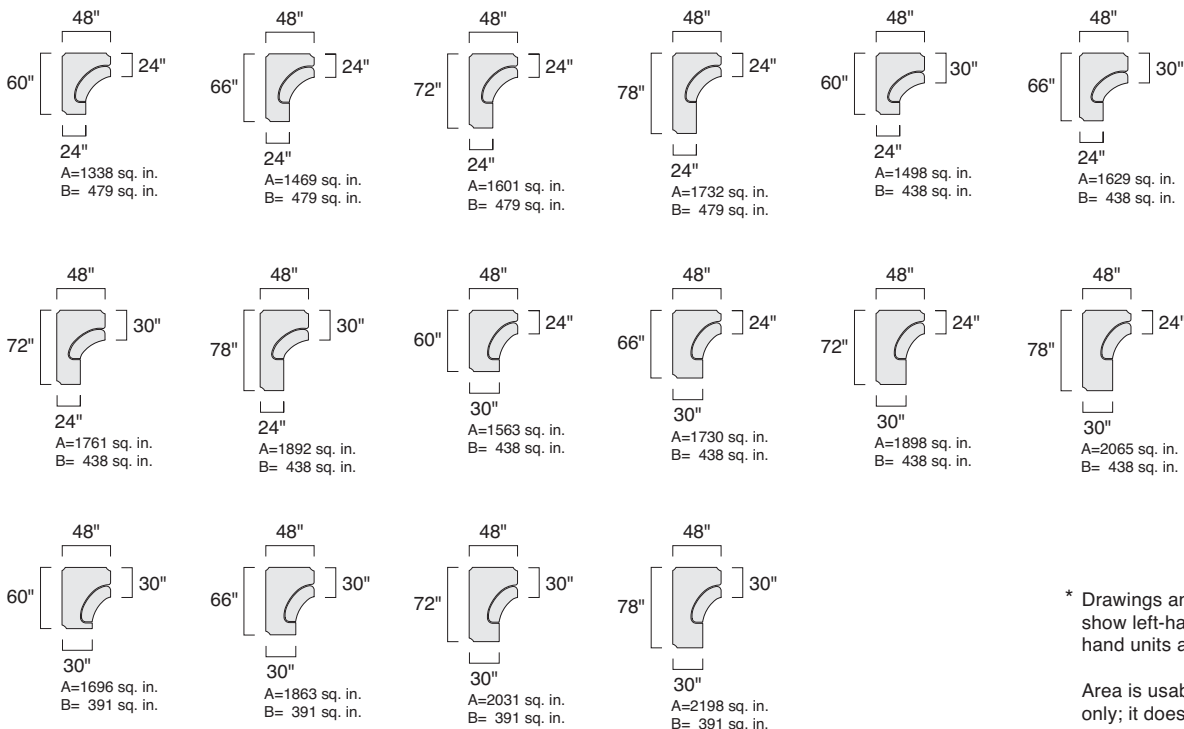 48" 48" 48" 48" 48" 48"
60" 24" 66" 24" 72" 24" 78" 24" 60" 30" 66" 30"
24" 24" 24" 24" 24" 24"
A=1338 sq. in. A=1469 sq. in. A=1601 sq. in. A=1732 sq. in. A=1498 sq. in. A=1629 sq. in.
B= 479 sq. in. B= 479 sq. in. B= 479 sq. in. B= 479 sq. in. B= 438 sq. in. B= 438 sq. in.
48" 48" 48" 48" 48" 48"
72" 30" 78" 30" 60" 24" 66" 24" 72" 24" 78" 24"
24" 24" 30" 30" 30" 30"
A=1761 sq. in. A=1892 sq. in. A=1563 sq. in. A=1730 sq. in. A=1898 sq. in. A=2065 sq. in.
B= 438 sq. in. B= 438 sq. in. B= 438 sq. in. B= 438 sq. in. B= 438 sq. in. B= 438 sq. in.
48" 48" 48" 48"
60" 30" 66" 30" 72" 30" 78" 30"
30" 30" 30" 30"
A=1696 sq. in. A=1863 sq. in. A=2031 sq. in. A=2198 sq. in.
B= 391 sq. in. B= 391 sq. in. B= 391 sq. in. B= 391 sq. in.
* Drawings
show
hand units
Area is
only; it does